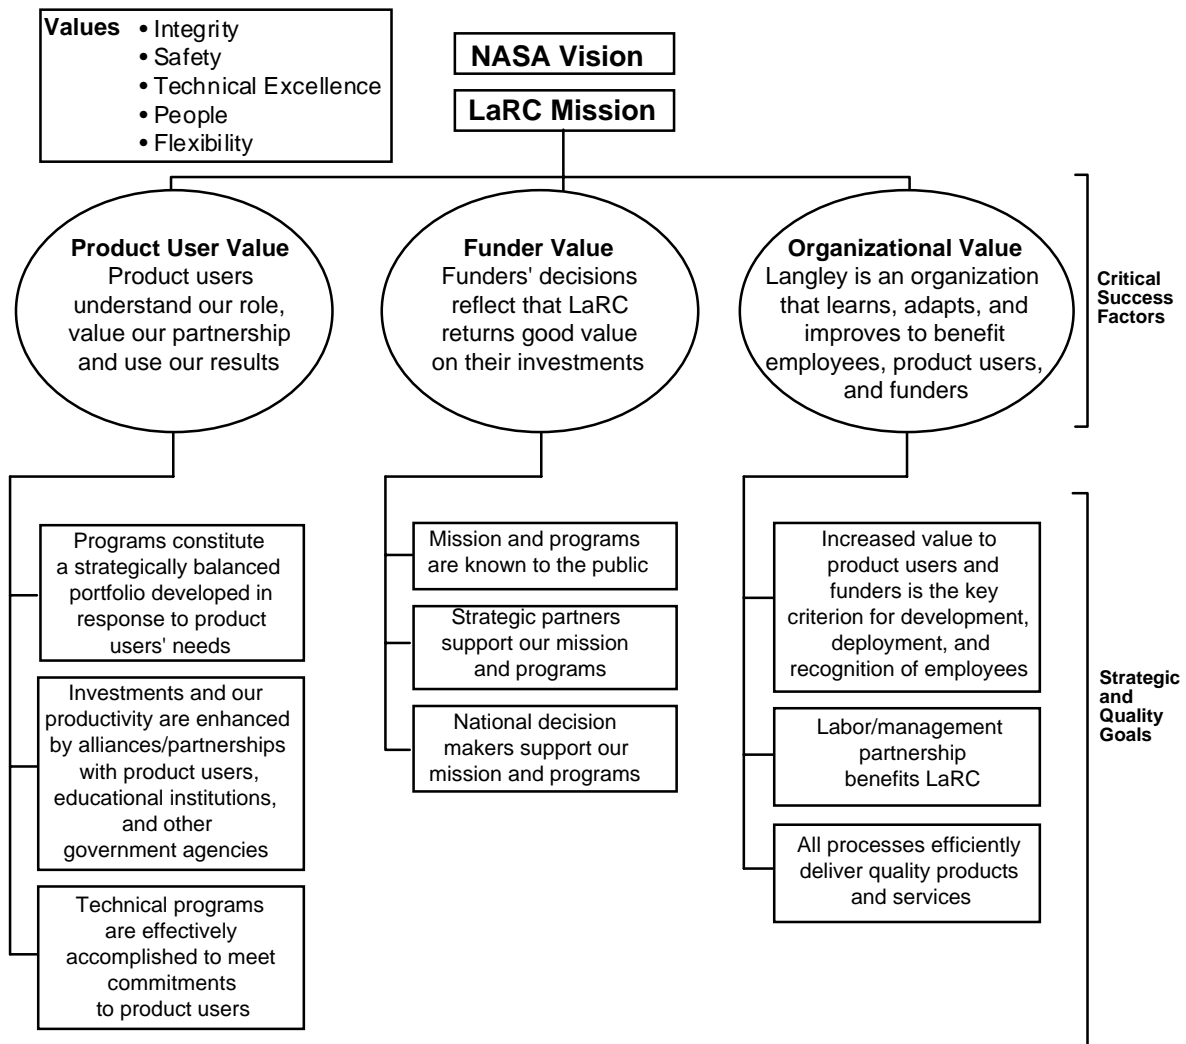 Values
• Integrity
• Safety
• Technical Excellence
• People
• Flexibility
NASA Vision
LaRC Mission
Product User Value
Product users
understand our role,
value our partnership
and use our results
Funder Value
Funders' decisions
reflect that LaRC
returns good value
on their investments
Organizational Value
Langley is an organization
that learns, adapts, and
improves to benefit
employees, product users,
and funders
Critical
Success
Factors
Programs constitute
a strategically balanced
portfolio developed in
response to product
users' needs
Investments and our
productivity are enhanced
by alliances/partnerships
with product users,
educational institutions,
and other
government agencies
Technical programs
are effectively
accomplished to meet
commitments
to product users
Mission and programs
are known to the public
Strategic partners
support our mission
and programs
National decision
makers support our
mission and programs
Increased value to
product users and
funders is the key
criterion for development,
deployment, and
recognition of employees
Labor/management
partnership
benefits LaRC
All processes efficiently
deliver quality products
and services
Strategic
and
Quality
Goals